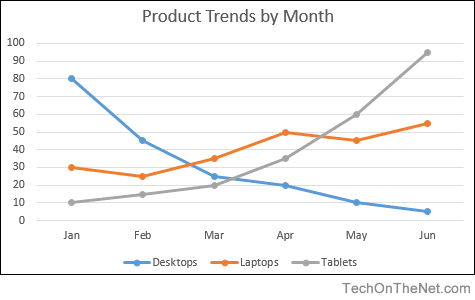 Product Trends by Month
100
90
80
70
60
50
40
30
20
10
0
Jan Feb Mar Apr May Jun
Desktops Laptops Tablets
TechOnTheNet.com